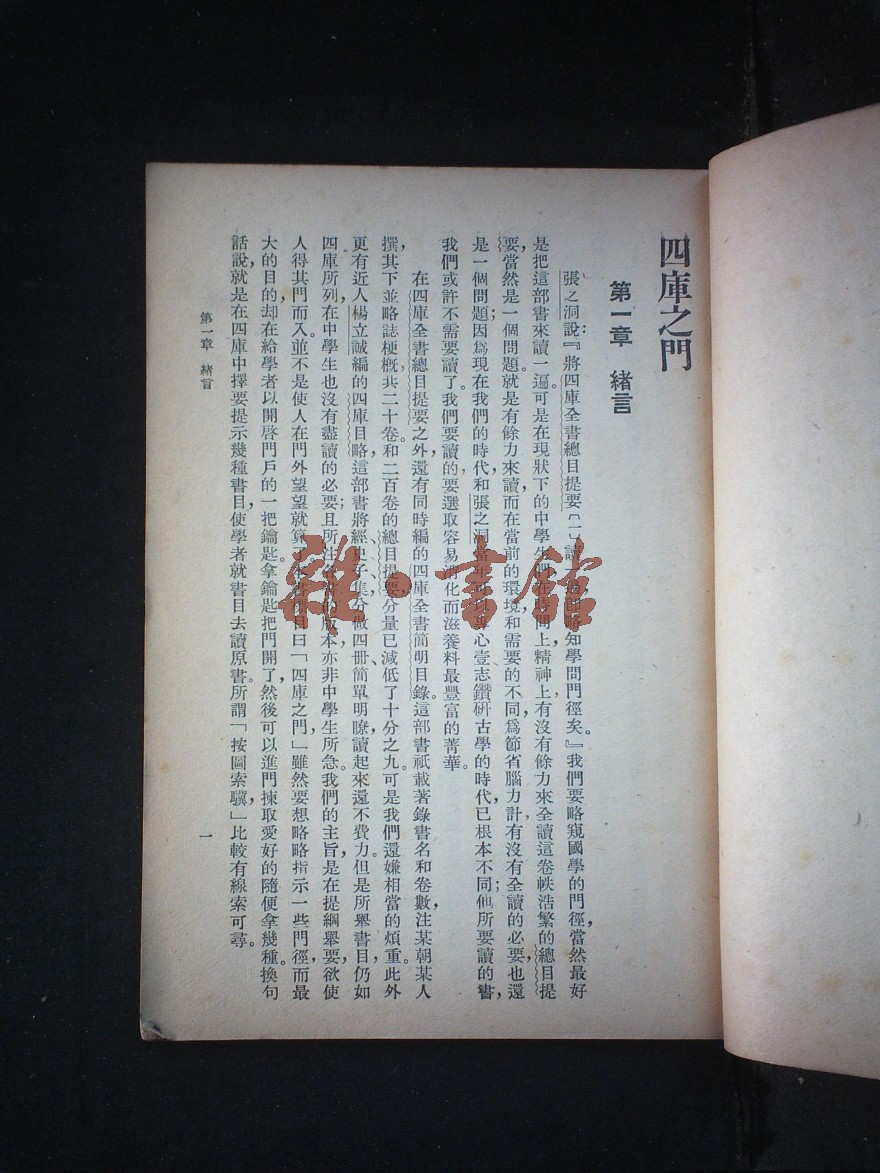 四庫之門
第一章 緒言
張之洞說:『將四庫全書總目提要〔一〕讀一過,即略知學問門徑矣。』我們要略窺國學的門徑,當然最好
是把這部書來讀一遍。可是在現狀下的中學生們,在時間上精神上有沒有餘力來全讀這卷帙浩繁的總目提
要,當然是一個問題;就是有餘力來讀,而在當前的環境和需要的不同,爲節省腦力計,有沒有全讀的必要,也還
是一個問題;因爲現在我們的時代,和張之洞當年可以專心壹志鑽研古學的時代,已根本不同;他所要讀的書,
我們或許不需要讀了。我們要讀的,要選取容易消化而滋養料最豐富的菁華。
在四庫全書總目提要之外,還有同時編的四庫全書簡明目錄。這部書祇載著錄書名和卷數,注某朝某人
撰,其下並略誌梗概,共二十卷。和二百卷的總目提要,分量已減低了十分之九。可是我們還嫌相當的煩重。此外
更有近人楊立誠編的四庫目略,這部書將經、史、子、集分做四冊,簡單明瞭,讀起來還不費力。但是所舉書目,仍如
四庫所列,在中學生也沒有盡讀的必要;且所注各書的版本,亦非中學生所急。我們的主旨,是在提綱舉要,欲使
人得其門而入,並不是使人在門外望望就算了。本書標目曰「四庫之門」,雖然要想略略指示一些門徑,而最
大的目的,却在給學者以開啓門戶的一把鑰匙。拿鑰匙把門開了,然後可以進門揀取愛好的隨便拿幾種。換句
話說,就是在四庫中擇要提示幾種書目,使學者就書目去讀原書。所謂「按圖索驥」,比較有線索可尋。
第一章 緒言
一
雜·書館